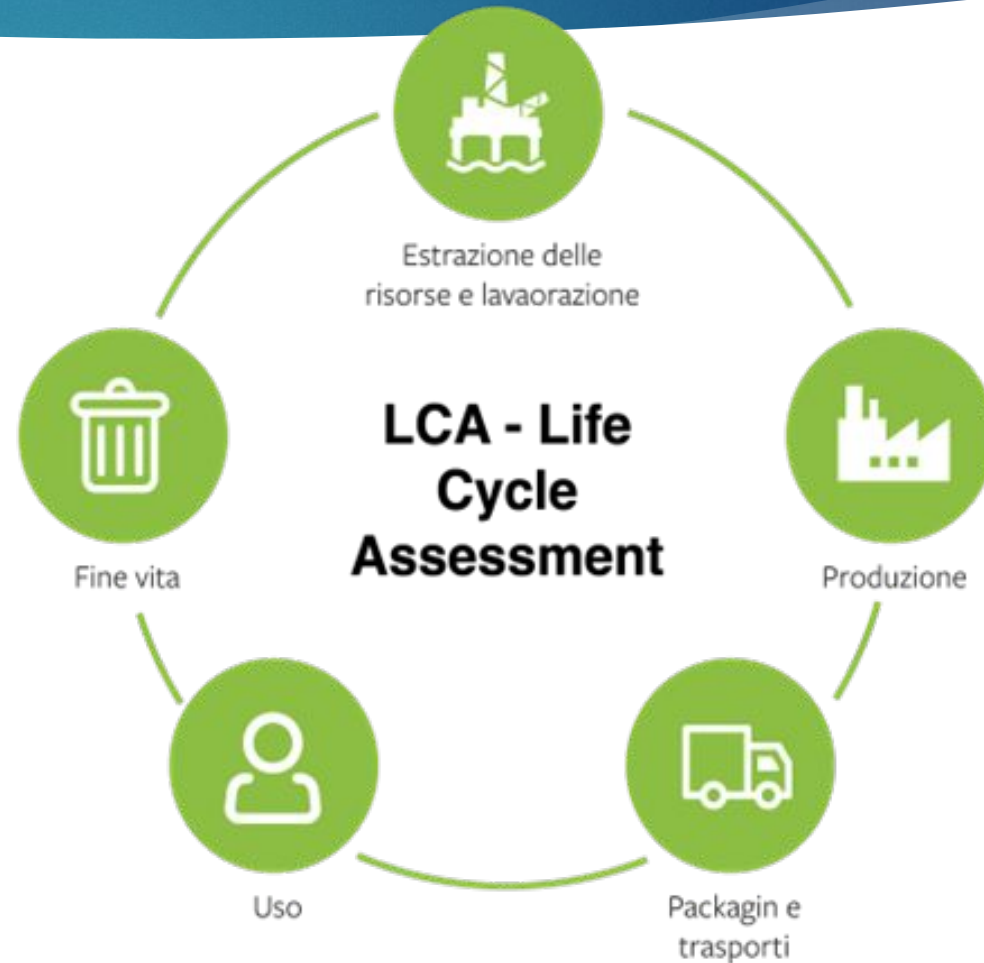 Estrazione delle
risorse e lavaorazione
LCA - Life
Cycle
Assessment
Fine vita
Produzione
Uso
Packagin e
trasporti